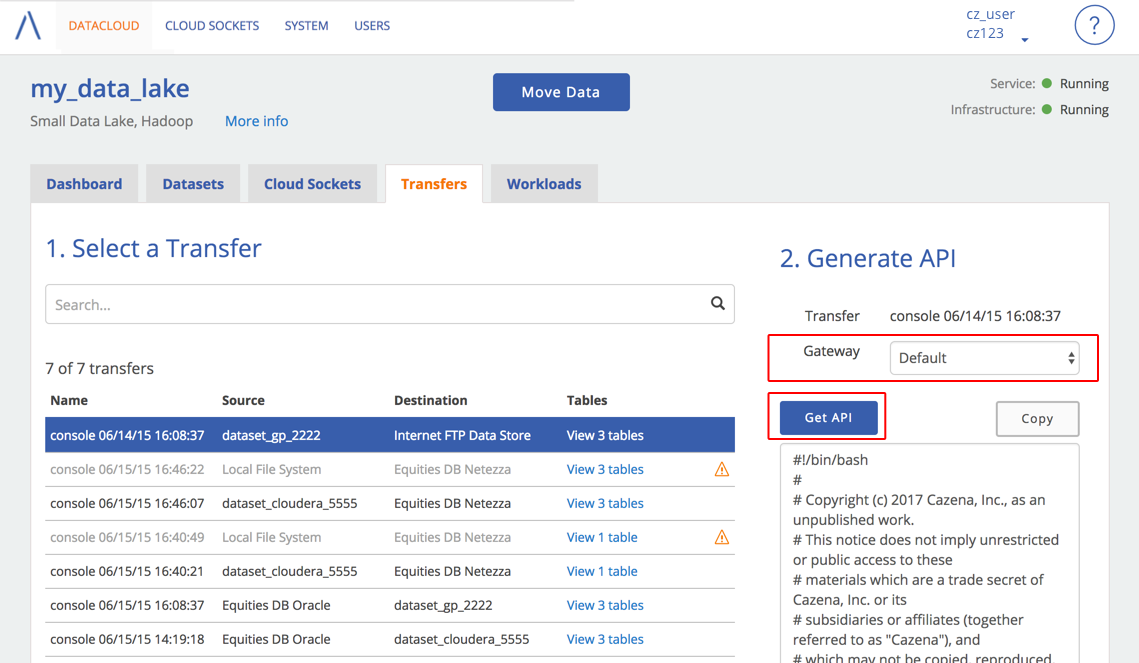 DATACLOUD CLOUD SOCKETS SYSTEM USERS
cz_user
cz123
?
my_data_lake
Move Data
Service: Running
Small Data Lake, Hadoop More info
Infrastructure: Running
Dashboard Datasets Cloud Sockets Transfers Workloads
1. Select a Transfer
Search...
7 of 7 transfers
Name Source Destination Tables
console 06/14/15 16:08:37 dataset_gp_2222 Internet FTP Data Store View 3 tables
console 06/15/15 16:46:22 Local File System Equities DB Netezza View 3 tables
console 06/15/15 16:46:07 dataset_cloudera_5555 Equities DB Netezza View 3 tables
console 06/15/15 16:40:49 Local File System Equities DB Netezza View 1 table
console 06/15/15 16:40:21 dataset_cloudera_5555 Equities DB Netezza View 1 table
console 06/15/15 16:08:37 Equities DB Oracle dataset_gp_2222 View 3 tables
console 06/15/15 14:19:18 Equities DB Oracle dataset_cloudera_5555 View 3 tables
2. Generate API
Transfer console 06/14/15 16:08:37
Gateway Default
Get API Copy
#!/bin/bash
#
# Copyright (c) 2017 Cazena, Inc., as an
unpublished work.
# This notice does not imply unrestricted
or public access to these
# materials which are a trade secret of
Cazena, Inc. or its
# subsidiaries or affiliates (together
referred to as "Cazena"), and
# which may not be copied, reproduced,